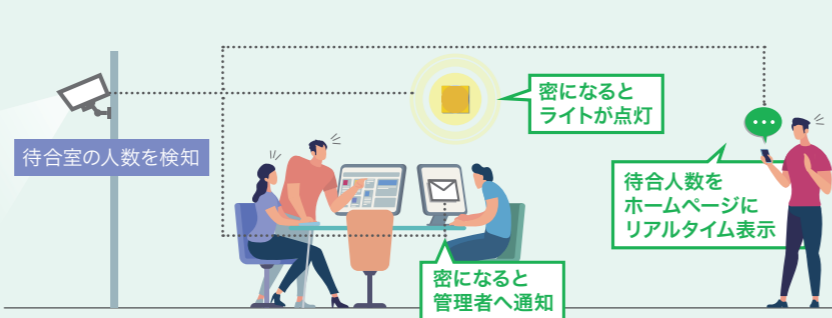 待合室の人数を検知
密になると
ライトが点灯
待合人数を
ホームページに
リアルタイム表示
密になると
管理者へ通知